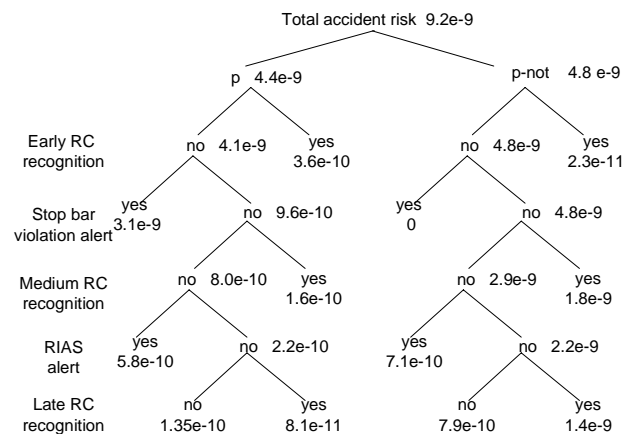 Total accident risk 9.2e-9
p 4.4e-9 p-not 4.8 e-9
Early RC recognition no 4.1e-9 yes 3.6e-10 no 4.8e-9 yes 2.3e-11
Stop bar violation alert yes 3.1e-9 no 9.6e-10 yes 0 no 4.8e-9
Medium RC recognition no 8.0e-10 yes 1.6e-10 no 2.9e-9 yes 1.8e-9
RIAS alert yes 5.8e-10 no 2.2e-10 yes 7.1e-10 no 2.2e-9
Late RC recognition no 1.35e-10 yes 8.1e-11 no 7.9e-10 yes 1.4e-9